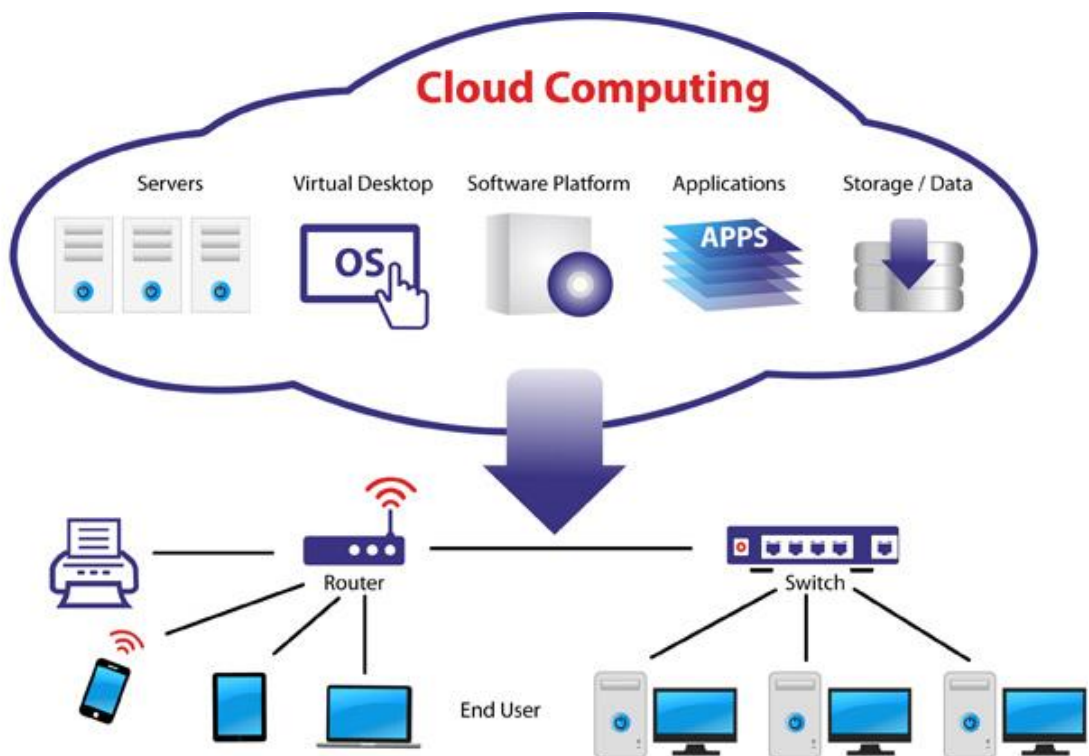 Cloud Computing
Servers
Virtual Desktop
Software Platform
Applications
Storage / Data
OS
APPS
Router
Switch
End User